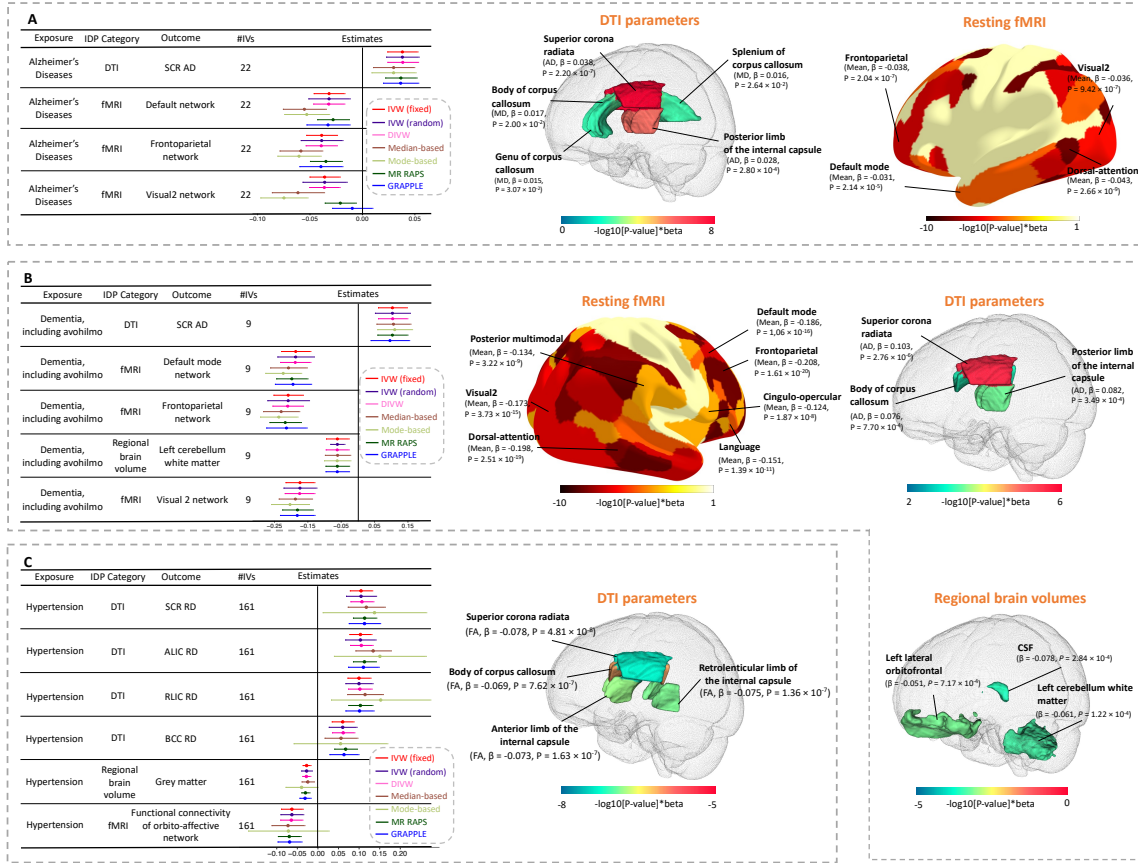 A
Exposure IDP Category Outcome #IVs Estimates
Alzheimer's
Diseases DTI SCR AD 22
Alzheimer's
Diseases fMRI Default network 22
Alzheimer's
Diseases fMRI Frontoparietal
network 22
Alzheimer's
Diseases fMRI Visual2 network 22
-0.10 -0.05 0.00 0.05
IVW (fixed)
IVW (random)
DIVW
Median-based
Mode-based
MR RAPS
GRAPPLE
DTI parameters
Superior corona
radiata
(AD, β = 0.038,
P = 2.20 × 10⁻⁷)
Splenium of
corpus callosum
(MD, β = 0.016,
P = 2.64 × 10⁻²)
Body of corpus
callosum
(MD, β = 0.017,
P = 2.00 × 10⁻²)
Genu of corpus
callosum
(MD, β = 0.015,
P = 3.07 × 10⁻²)
Posterior limb
of the internal capsule
(AD, β = 0.028,
P = 2.80 × 10⁻⁴)
0 -log10[P-value]*beta 8
Resting fMRI
Frontoparietal
(Mean, β = -0.038,
P = 2.04 × 10⁻⁷)
Visual2
(Mean, β = -0.036,
P = 9.42 × 10⁻⁷)
Default mode
(Mean, β = -0.031,
P = 2.14 × 10⁻⁵)
Dorsal-attention
(Mean, β = -0.043,
P = 2.66 × 10⁻⁹)
-10 -log10[P-value]*beta 1
B
Exposure IDP Category Outcome #IVs Estimates
Dementia,
including avohilmo DTI SCR AD 9
Dementia,
including avohilmo fMRI Default mode
network 9
Dementia,
including avohilmo fMRI Frontoparietal
network 9
Dementia,
including avohilmo Regional
brain
volume Left cerebellum
white matter 9
Dementia,
including avohilmo fMRI Visual 2 network 9
-0.25 -0.15 -0.05 0.05 0.15
IVW (fixed)
IVW (random)
DIVW
Median-based
Mode-based
MR RAPS
GRAPPLE
Resting fMRI
Posterior multimodal
(Mean, β = -0.134,
P = 3.22 × 10⁻⁹)
Default mode
(Mean, β = -0.186,
P = 1,06 × 10⁻¹⁶)
Frontoparietal
(Mean, β = -0.208,
P = 1.61 × 10⁻²⁰)
Visual2
(Mean, β = -0.173,
P = 3.73 × 10⁻¹⁵)
Cingulo-opercular
(Mean, β = -0.124,
P = 1.87 × 10⁻⁸)
Dorsal-attention
(Mean, β = -0.198,
P = 2.51 × 10⁻¹⁹)
Language
(Mean, β = -0.151,
P = 1.39 × 10⁻¹¹)
-10 -log10[P-value]*beta 1
DTI parameters
Superior corona
radiata
(AD, β = 0.103,
P = 2.76 × 10⁻⁶)
Body of corpus
callosum
(AD, β = 0.076,
P = 7.70 × 10⁻⁴)
Posterior limb
of the internal
capsule
(AD, β = 0.082,
P = 3.49 × 10⁻⁴)
2 -log10[P-value]*beta 6
Regional brain volumes
CSF
(β = -0.078, P = 2.84 × 10⁻⁴)
Left lateral
orbitofrontal
(β = -0.051, P = 7.17 × 10⁻⁴)
Left cerebellum white
matter
(β = -0.061, P = 1.22 × 10⁻⁴)
-5 -log10[P-value]*beta 0
C
Exposure IDP Category Outcome #IVs Estimates
Hypertension DTI SCR RD 161
Hypertension DTI ALIC RD 161
Hypertension DTI RLIC RD 161
Hypertension DTI BCC RD 161
Hypertension Regional
brain
volume Grey matter 161
Hypertension fMRI Functional connectivity
of orbito-affective
network 161
-0.10 0.00 0.10 0.20
IVW (fixed)
IVW (random)
DIVW
Median-based
Mode-based
MR RAPS
GRAPPLE
DTI parameters
Superior corona radiata
(FA, β = -0.078, P = 4.81 × 10⁻⁸)
Body of corpus callosum
(FA, β = -0.069, P = 7.62 × 10⁻⁷)
Retrolenticular limb of
the internal capsule
(FA, β = -0.075, P = 1.36 × 10⁻⁷)
Anterior limb of the
internal capsule
(FA, β = -0.073, P = 1.63 × 10⁻⁷)
-8 -log10[P-value]*beta -5